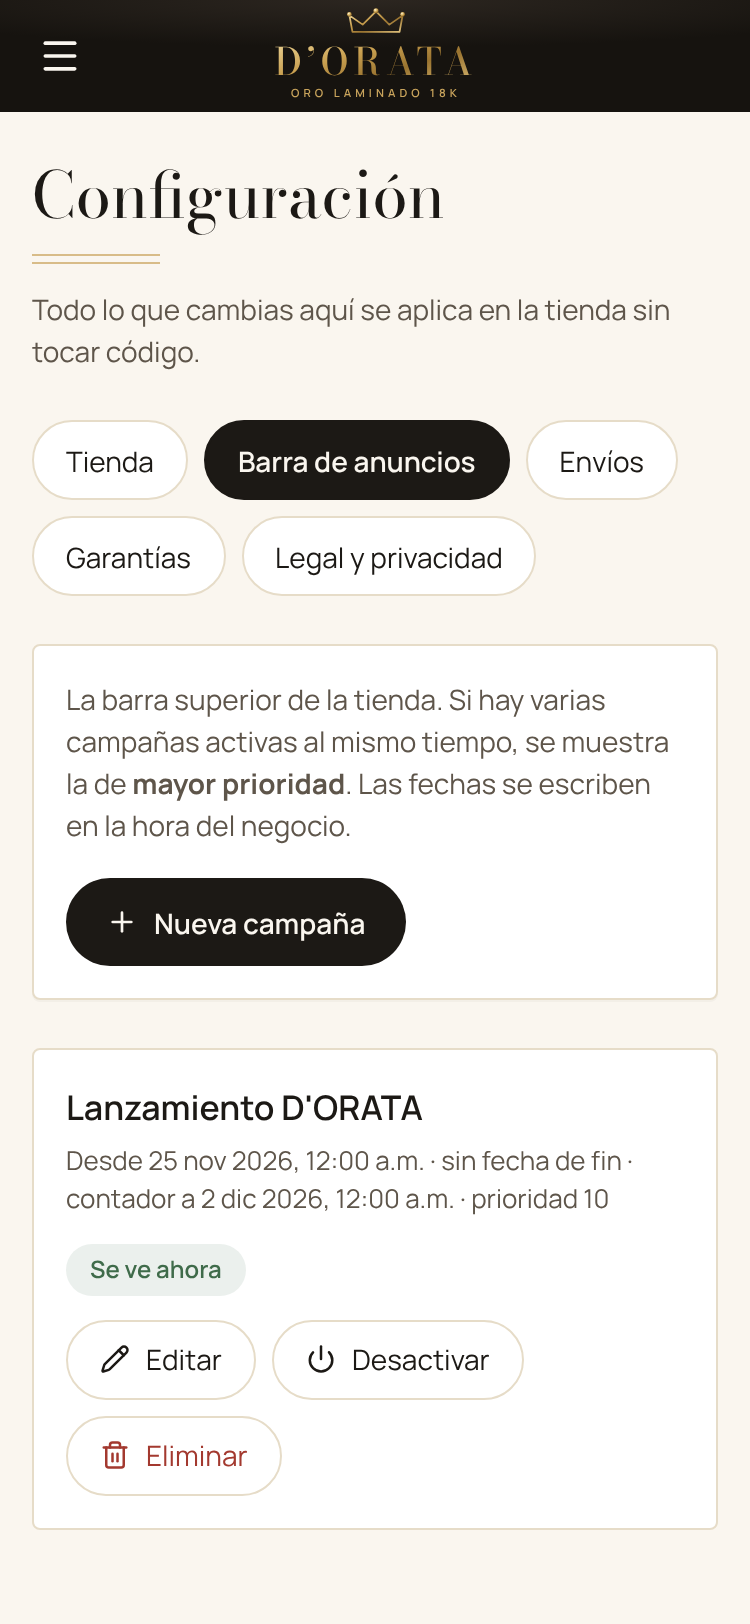 D'ORATA
ORO LAMINADO 18K
Configuración
Todo lo que cambias aquí se aplica en la tienda sin
tocar código.
Tienda
Barra de anuncios
Envíos
Garantías
Legal y privacidad
La barra superior de la tienda. Si hay varias
campañas activas al mismo tiempo, se muestra
la de mayor prioridad. Las fechas se escriben
en la hora del negocio.
Nueva campaña
Lanzamiento D'ORATA
Desde 25 nov 2026, 12:00 a.m. · sin fecha de fin ·
contador a 2 dic 2026, 12:00 a.m. · prioridad 10
Se ve ahora
Editar
Desactivar
Eliminar